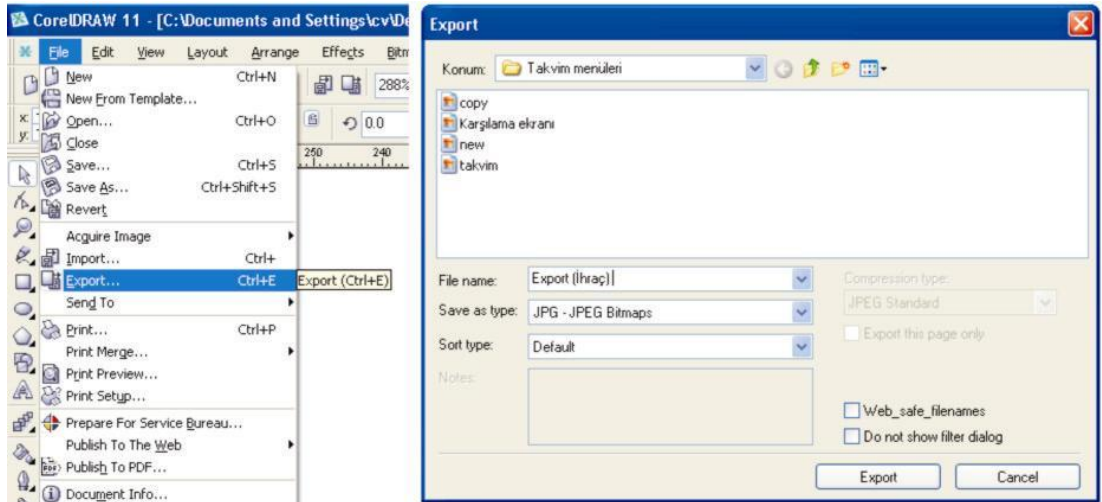 CorelDRAW 11 - [C:\Documents and Settings\cv\De
File Edit View Layout Arrange Effects Bitm
New Ctrl+N
288%
New From Template...
x:
y:
Open... Ctrl+O
0.0
Close
250 240
Save... Ctrl+S
Save As... Ctrl+Shift+S
Revert
Acquire Image
Import... Ctrl+
Export... Ctrl+E
Export (Ctrl+E)
Send To
Print... Ctrl+P
Print Merge...
Print Preview...
Print Setup...
Prepare For Service Bureau...
Publish To The Web
Publish To PDF...
Document Info...
Export
Konum: Takvim menüleri
copy
Karşılama ekranı
new
takvim
File name: Export (İhraç)
Compression type:
Save as type: JPG - JPEG Bitmaps
JPEG Standard
Export this page only
Sort type: Default
Notes:
Web_safe_filenames
Do not show filter dialog
Export Cancel